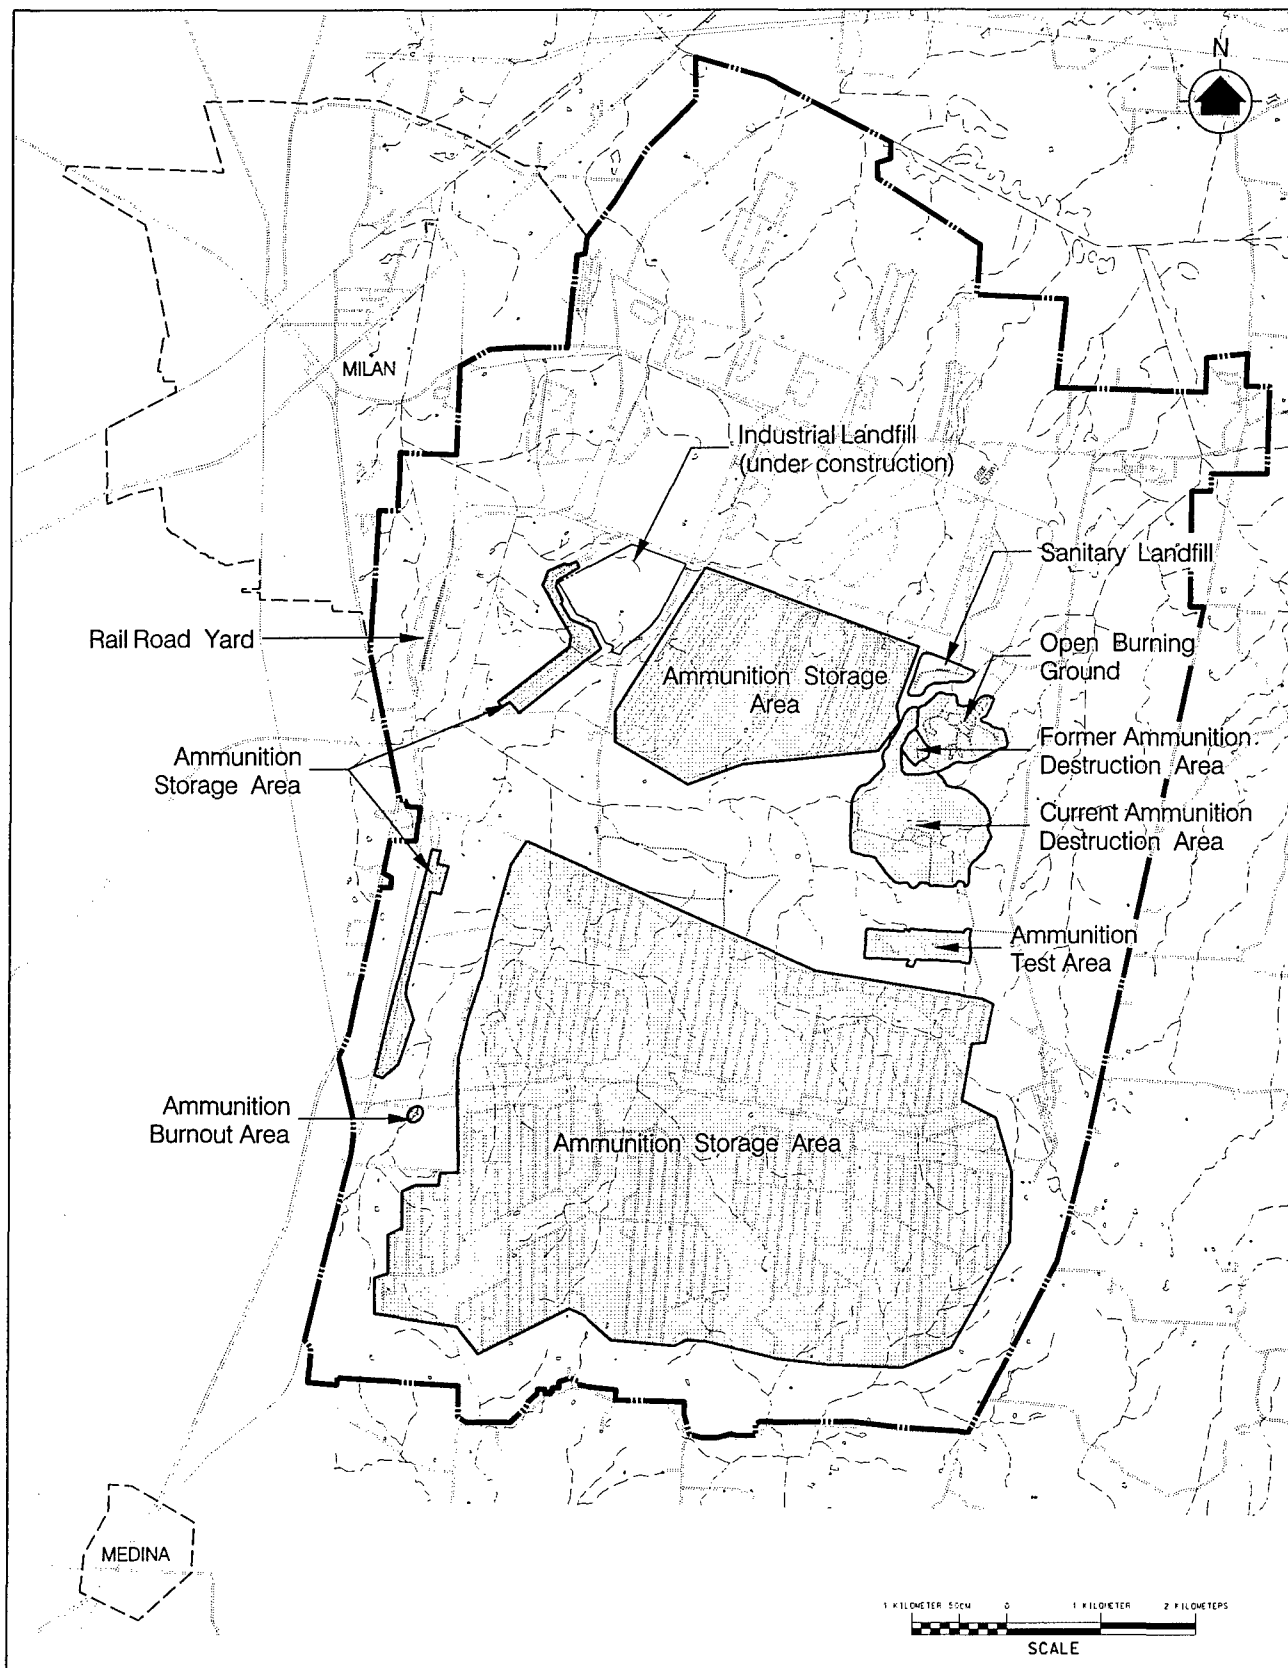 N
MILAN
Industrial Landfill
(under construction)
Sanitary Landfill
Rail Road Yard
Open Burning
Ground
Ammunition Storage
Area
Former Ammunition
Destruction Area
Ammunition
Storage Area
Current Ammunition
Destruction Area
Ammunition
Test Area
Ammunition
Burnout Area
Ammunition Storage Area
MEDINA
1 KILOMETER
0
1 KILOMETER
2 KILOMETERS
SCALE